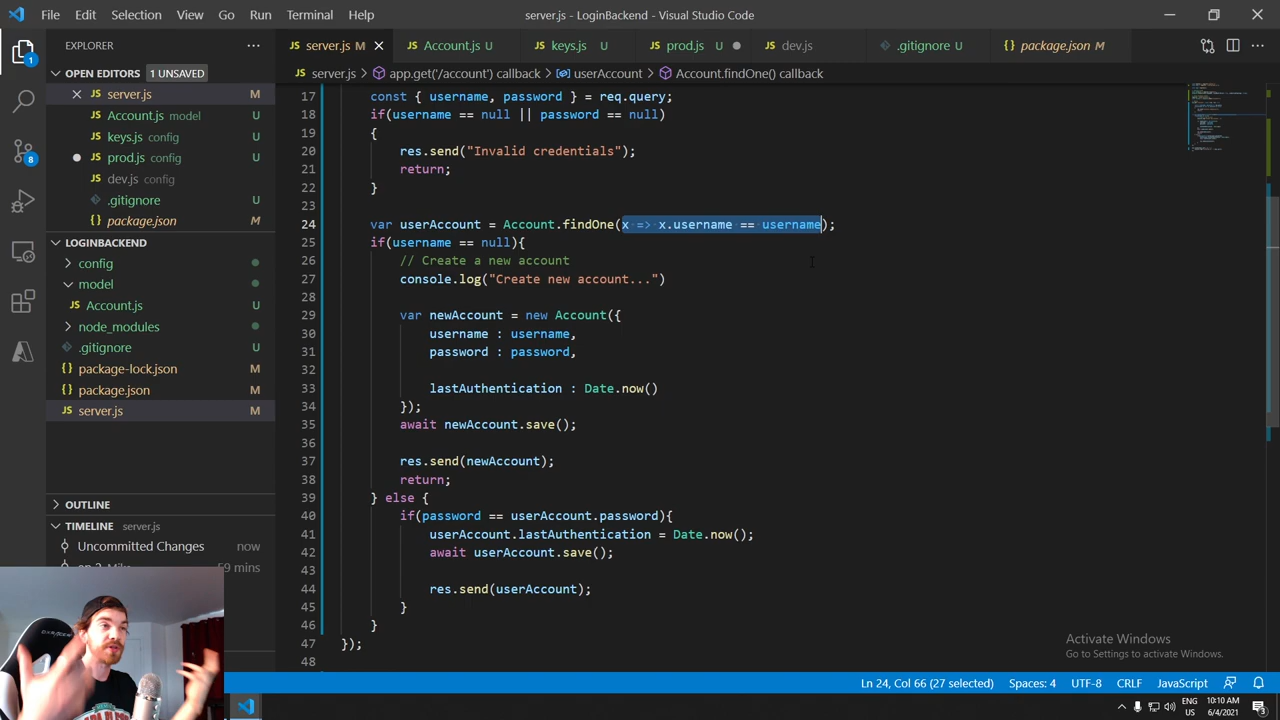 File Edit Selection View Go Run Terminal Help server.js - LoginBackend - Visual Studio Code
EXPLORER ...
server.js M Account.js U keys.js U prod.js U dev.js .gitignore U package.json M
OPEN EDITORS 1 UNSAVED
server.js > app.get('/account') callback > userAccount > Account.findOne() callback
server.js M
Account.js model U
keys.js config U
prod.js config U
dev.js config
.gitignore U
package.json M
LOGINBACKEND
config
model
Account.js U
node_modules
.gitignore U
package-lock.json M
package.json M
server.js M
OUTLINE
TIMELINE server.js
Uncommitted Changes now
59 mins
17 const { username, password } = req.query;
18 if(username == null || password == null)
19 {
20 res.send("Invalid credentials");
21 return;
22 }
23
24 var userAccount = Account.findOne(x => x.username == username);
25 if(username == null){
26 // Create a new account
27 console.log("Create new account...")
28
29 var newAccount = new Account({
30 username : username,
31 password : password,
32
33 lastAuthentication : Date.now()
34 });
35 await newAccount.save();
36
37 res.send(newAccount);
38 return;
39 } else {
40 if(password == userAccount.password){
41 userAccount.lastAuthentication = Date.now();
42 await userAccount.save();
43
44 res.send(userAccount);
45 }
46 }
47 });
48
1
8
Activate Windows
Go to Settings to activate Windows.
Ln 24, Col 66 (27 selected) Spaces: 4 UTF-8 CRLF JavaScript
ENG
US
10:10 AM
6/4/2021
3